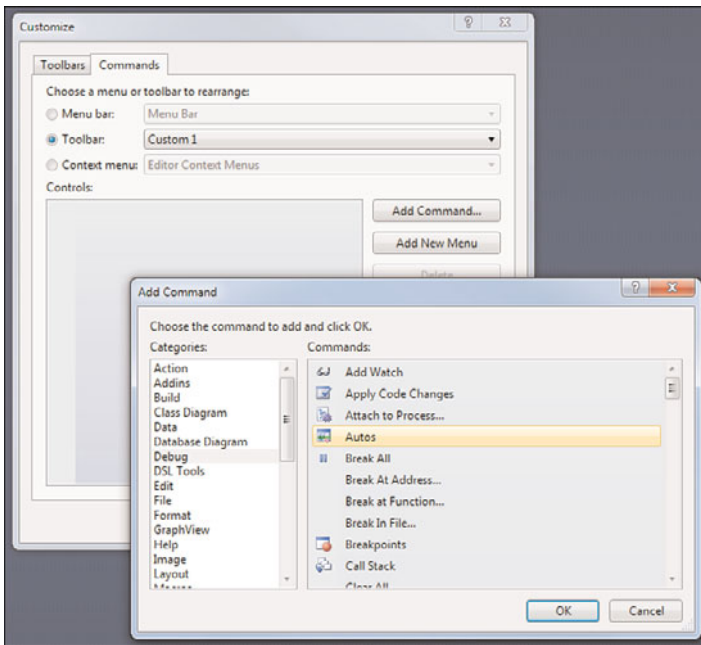 Customize
Toolbars Commands
Choose a menu or toolbar to rearrange:
Menu bar: Menu Bar
Toolbar: Custom 1
Context menu: Editor Context Menus
Controls:
Add Command...
Add New Menu
Delete
Add Command
Choose the command to add and click OK.
Categories: Commands:
Action
Addins
Build
Class Diagram
Data
Database Diagram
Debug
DSL Tools
Edit
File
Format
GraphView
Help
Image
Layout
Macros
Add Watch
Apply Code Changes
Attach to Process...
Autos
Break All
Break At Address...
Break at Function...
Break In File...
Breakpoints
Call Stack
Clear All
OK Cancel